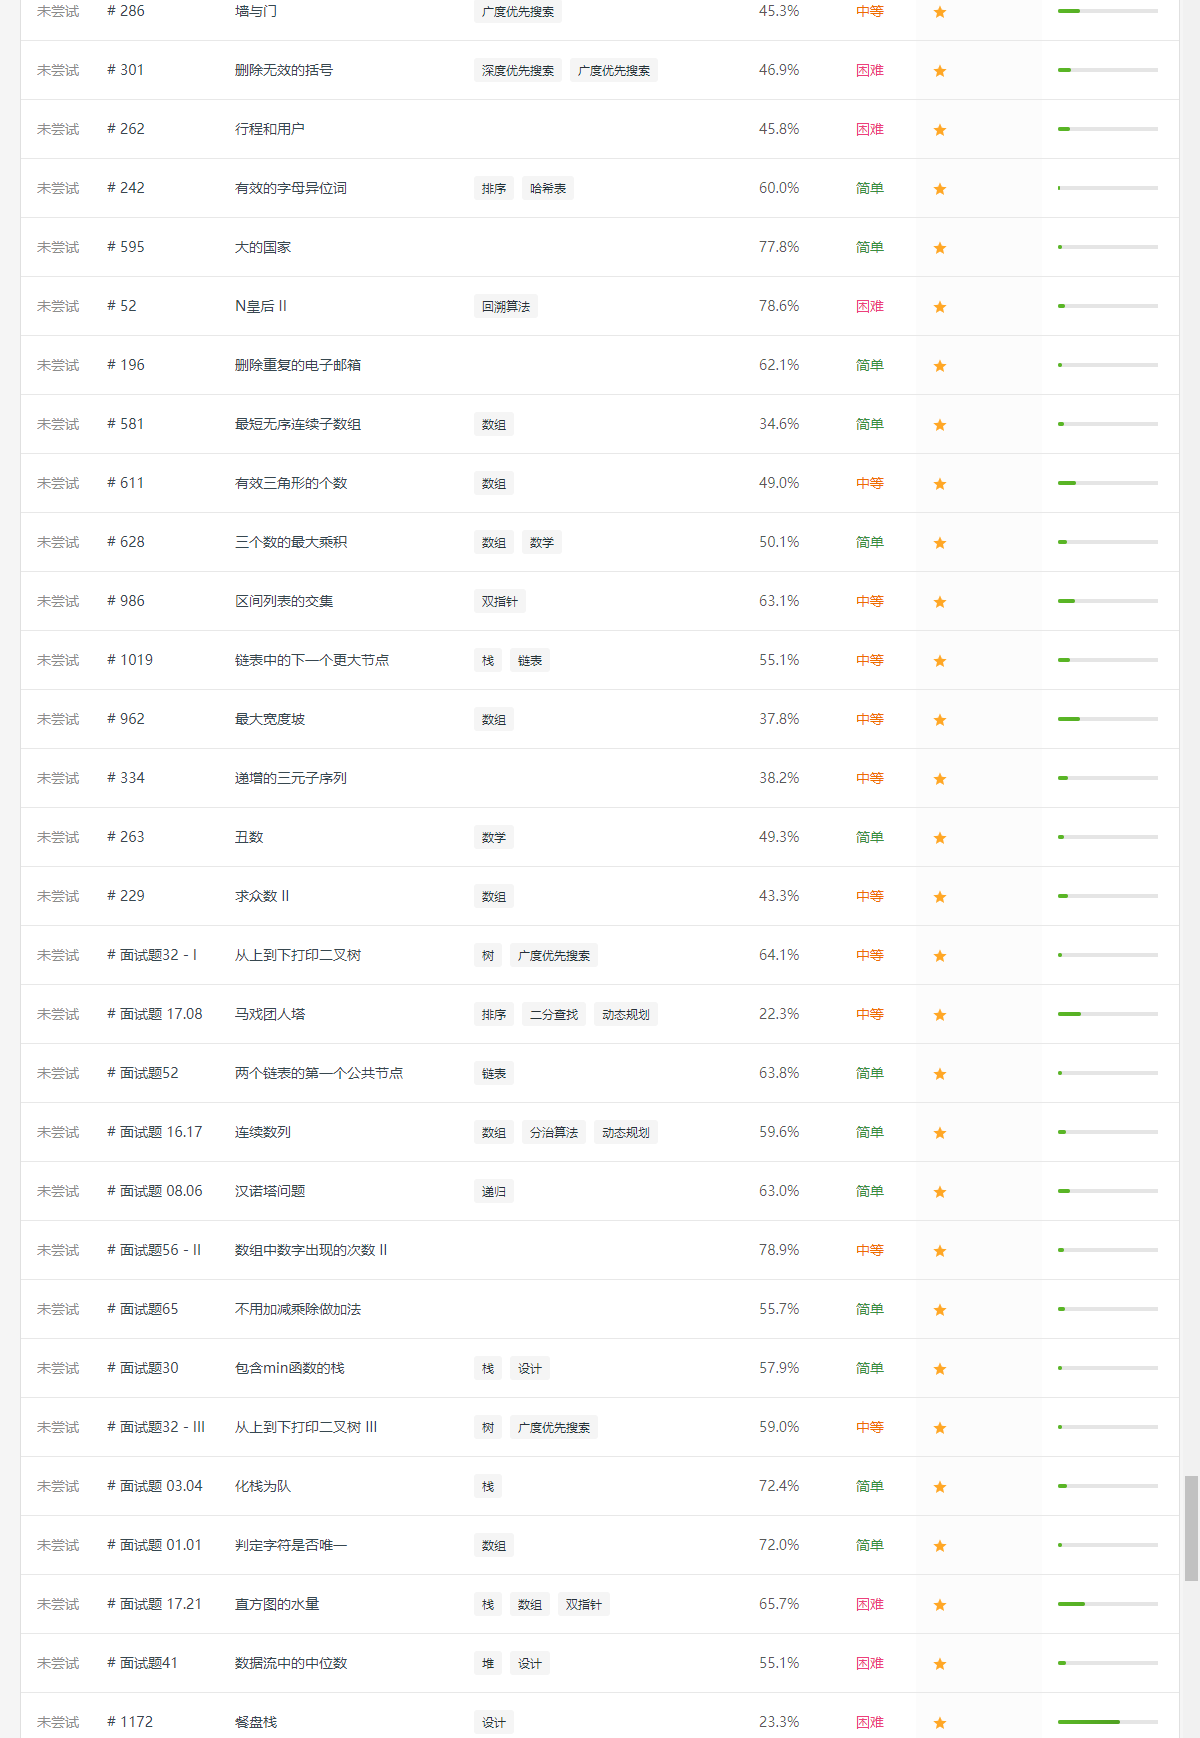 未尝试 # 286 墙与门 广度优先搜索 45.3% 中等
未尝试 # 301 删除无效的括号 深度优先搜索 广度优先搜索 46.9% 困难
未尝试 # 262 行程和用户 45.8% 困难
未尝试 # 242 有效的字母异位词 排序 哈希表 60.0% 简单
未尝试 # 595 大的国家 77.8% 简单
未尝试 # 52 N皇后 II 回溯算法 78.6% 困难
未尝试 # 196 删除重复的电子邮箱 62.1% 简单
未尝试 # 581 最短无序连续子数组 数组 34.6% 简单
未尝试 # 611 有效三角形的个数 数组 49.0% 中等
未尝试 # 628 三个数的最大乘积 数组 数学 50.1% 简单
未尝试 # 986 区间列表的交集 双指针 63.1% 中等
未尝试 # 1019 链表中的下一个更大节点 栈 链表 55.1% 中等
未尝试 # 962 最大宽度坡 数组 37.8% 中等
未尝试 # 334 递增的三元子序列 38.2% 中等
未尝试 # 263 丑数 数学 49.3% 简单
未尝试 # 229 求众数 II 数组 43.3% 中等
未尝试 # 面试题32 - I 从上到下打印二叉树 树 广度优先搜索 64.1% 中等
未尝试 # 面试题 17.08 马戏团人塔 排序 二分查找 动态规划 22.3% 中等
未尝试 # 面试题52 两个链表的第一个公共节点 链表 63.8% 简单
未尝试 # 面试题 16.17 连续数列 数组 分治算法 动态规划 59.6% 简单
未尝试 # 面试题 08.06 汉诺塔问题 递归 63.0% 简单
未尝试 # 面试题56 - II 数组中数字出现的次数 II 78.9% 中等
未尝试 # 面试题65 不用加减乘除做加法 55.7% 简单
未尝试 # 面试题30 包含min函数的栈 栈 设计 57.9% 简单
未尝试 # 面试题32 - III 从上到下打印二叉树 III 树 广度优先搜索 59.0% 中等
未尝试 # 面试题 03.04 化栈为队 栈 72.4% 简单
未尝试 # 面试题 01.01 判定字符是否唯一 数组 72.0% 简单
未尝试 # 面试题 17.21 直方图的水量 栈 数组 双指针 65.7% 困难
未尝试 # 面试题41 数据流中的中位数 堆 设计 55.1% 困难
未尝试 # 1172 餐盘栈 设计 23.3% 困难